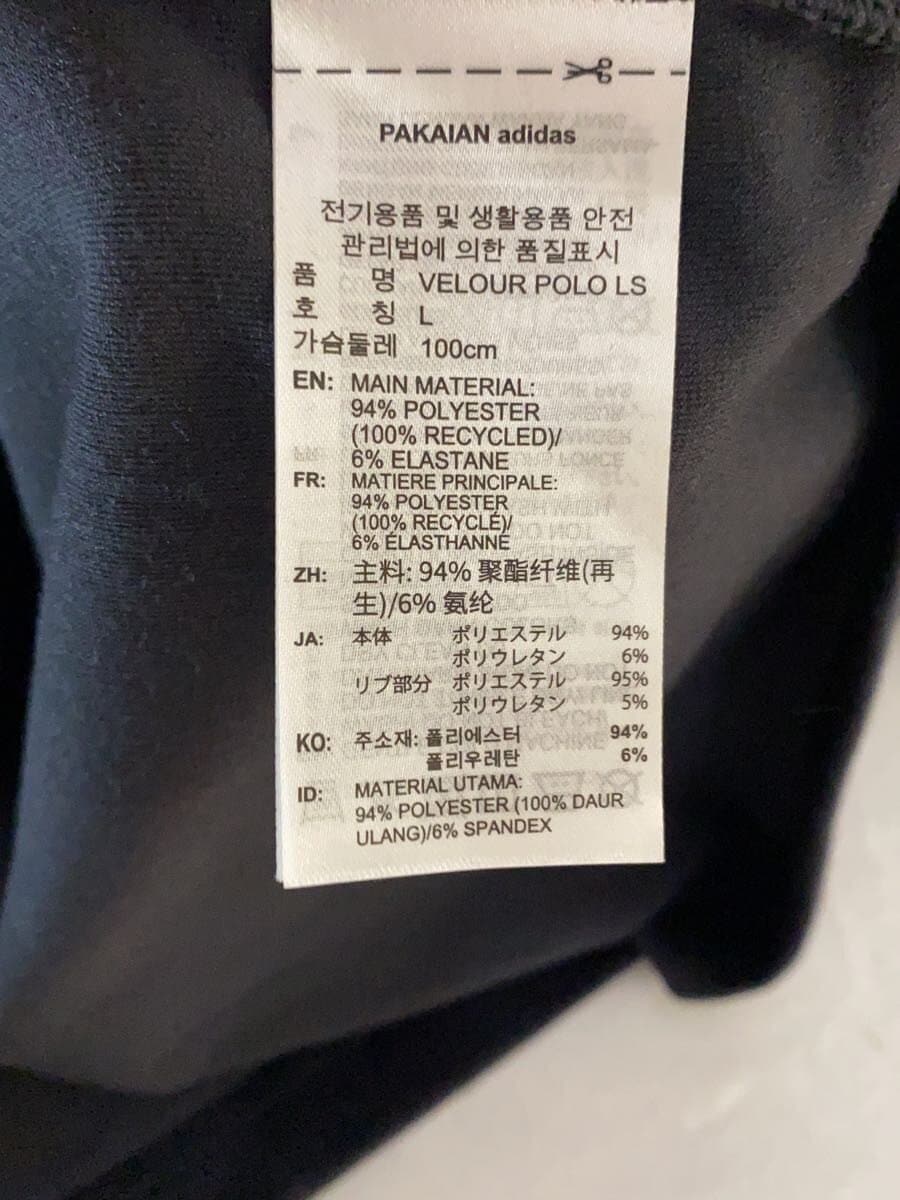 PAKAIAN adidas
전기용품 및 생활용품 안전
관리법에 의한 품질표시
품 명 VELOUR POLO LS
호 칭 L
가슴둘레 100cm
EN: MAIN MATERIAL:
94% POLYESTER
(100% RECYCLED)/
6% ELASTANE
FR: MATIERE PRINCIPALE:
94% POLYESTER
(100% RECYCLÉ)/
6% ÉLASTHANNE
ZH: 主料: 94% 聚酯纤维(再
生)/6% 氨纶
JA: 本体 ポリエステル 94%
ポリウレタン 6%
リブ部分 ポリエステル 95%
ポリウレタン 5%
KO: 주소재: 폴리에스터 94%
폴리우레탄 6%
ID: MATERIAL UTAMA:
94% POLYESTER (100% DAUR
ULANG)/6% SPANDEX